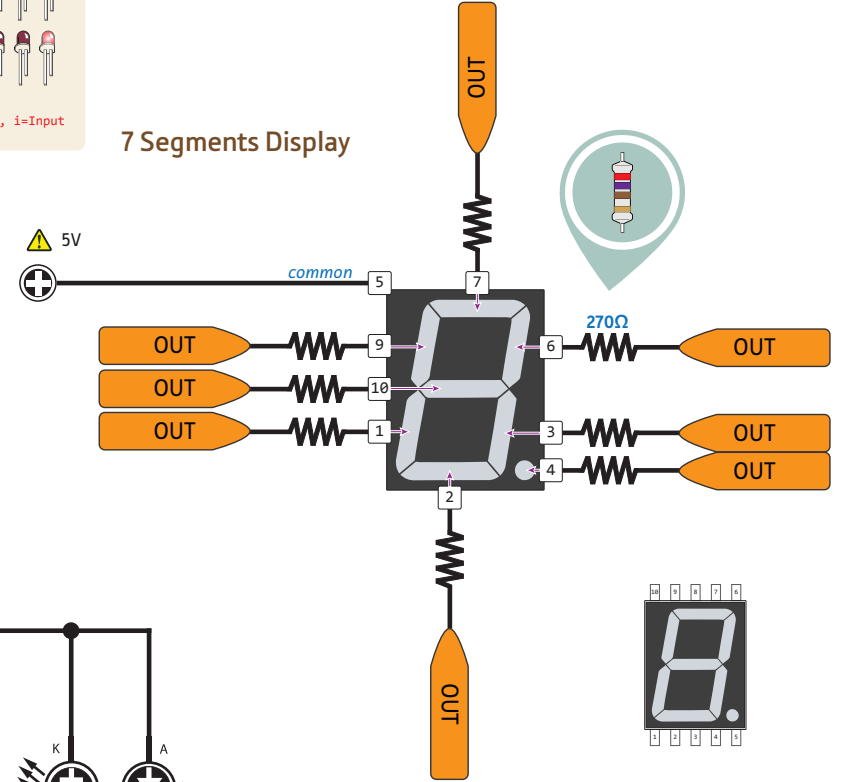 , i=Input
7 Segments Display
OUT
5V
common
5
7
270Ω
OUT
9
6
OUT
OUT
10
OUT
1
3
OUT
4
OUT
2
OUT
10 9 8 7 6
1 2 3 4 5
K
A